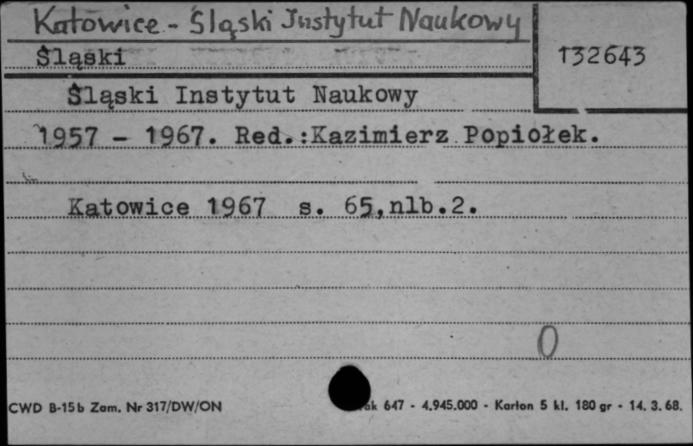 Katowice - Śląski Instytut Naukowy
Śląski
132643
Śląski Instytut Naukowy
1957 - 1967. Red.:Kazimierz Popiołek.
Katowice 1967 s. 65,nlb.2.
0
CWD B-15b Zam. Nr 317/DW/ON
647 - 4.945.000 - Karton 5 kl. 180 gr - 14. 3. 68.